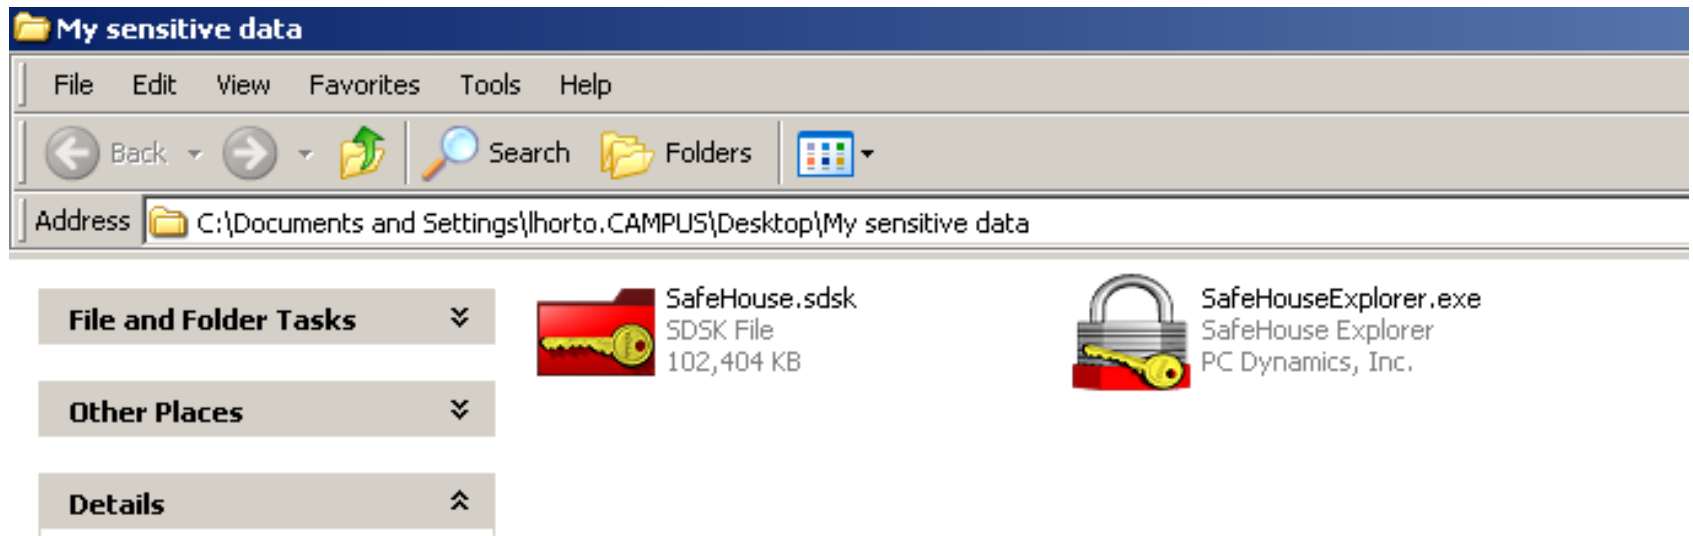 My sensitive data
File Edit View Favorites Tools Help
Back Search Folders
Address C:\Documents and Settings\lhorto.CAMPUS\Desktop\My sensitive data
File and Folder Tasks
Other Places
Details
SafeHouse.sdsk
SDSK File
102,404 KB
SafeHouseExplorer.exe
SafeHouse Explorer
PC Dynamics, Inc.